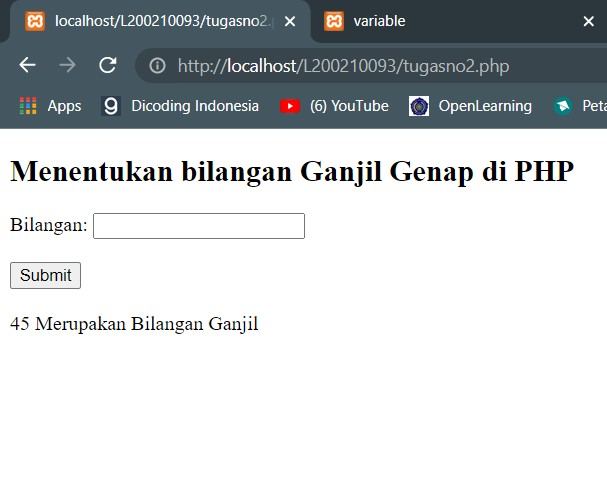 localhost/L200210093/tugasno2.
variable
http://localhost/L200210093/tugasno2.php
Apps
Dicoding Indonesia
(6) YouTube
OpenLearning
Peta
Menentukan bilangan Ganjil Genap di PHP
Bilangan:
Submit
45 Merupakan Bilangan Ganjil